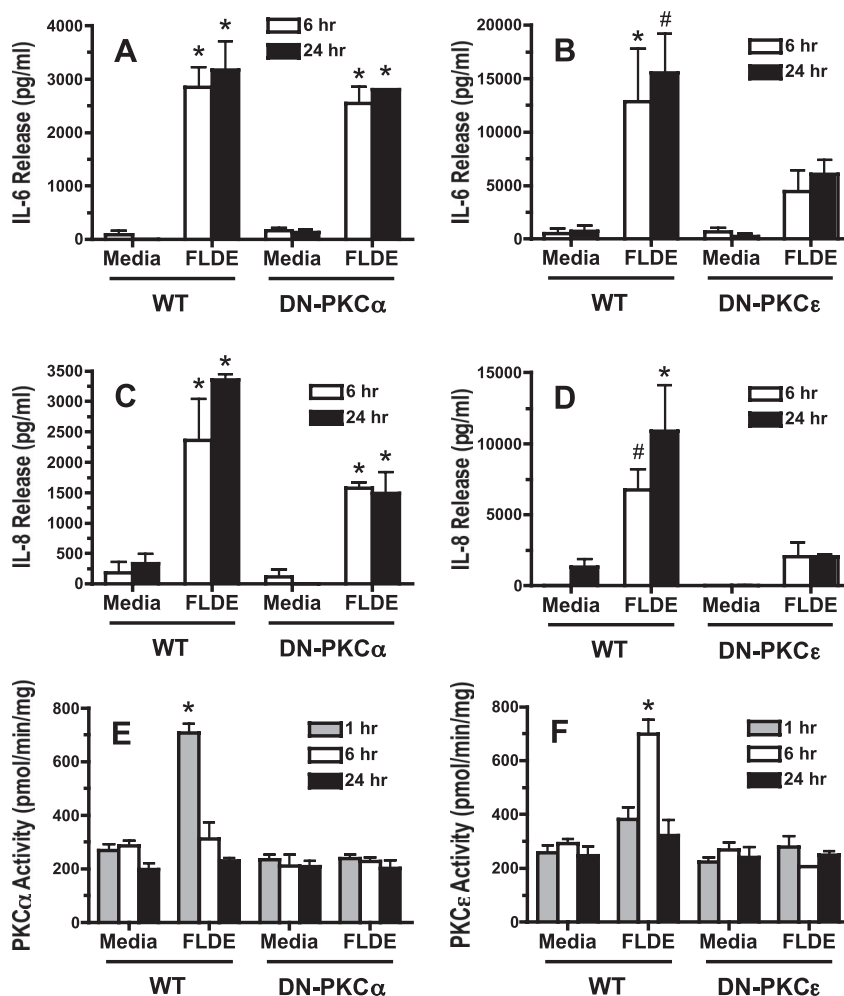 A
IL-6 Release (pg/ml)
4000
3000
2000
1000
0
6 hr
24 hr
* * * *
Media FLDE Media FLDE
WT DN-PKCα
B
IL-6 Release (pg/ml)
20000
15000
10000
5000
0
6 hr
24 hr
* #
Media FLDE Media FLDE
WT DN-PKCε
C
IL-8 Release (pg/ml)
3500
3000
2500
2000
1500
1000
500
0
6 hr
24 hr
* * * *
Media FLDE Media FLDE
WT DN-PKCα
D
IL-8 Release (pg/ml)
15000
10000
5000
0
6 hr
24 hr
# *
Media FLDE Media FLDE
WT DN-PKCε
E
PKCα Activity (pmol/min/mg)
800
600
400
200
0
1 hr
6 hr
24 hr
*
Media FLDE Media FLDE
WT DN-PKCα
F
PKCε Activity (pmol/min/mg)
800
600
400
200
0
1 hr
6 hr
24 hr
*
Media FLDE Media FLDE
WT DN-PKCε